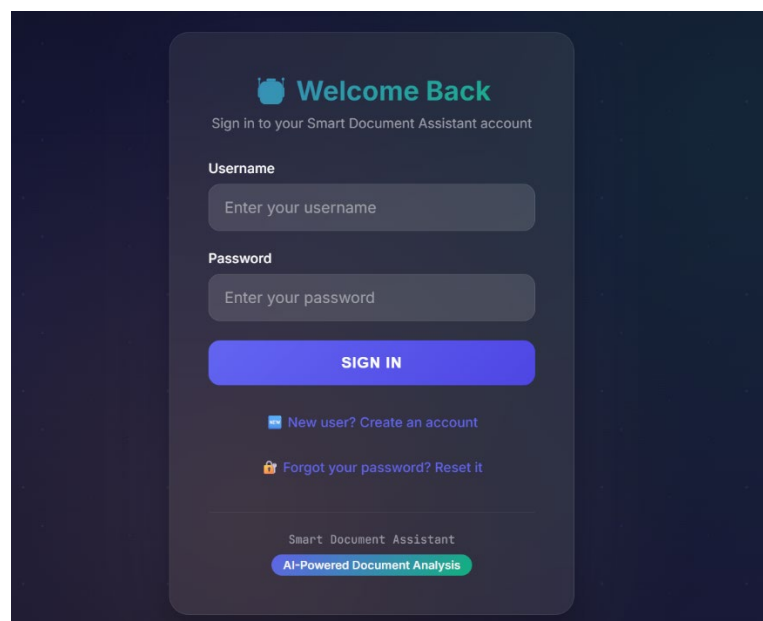 Welcome Back
Sign in to your Smart Document Assistant account
Username
Enter your username
Password
Enter your password
SIGN IN
NEW New user? Create an account
Forgot your password? Reset it
Smart Document Assistant
AI-Powered Document Analysis